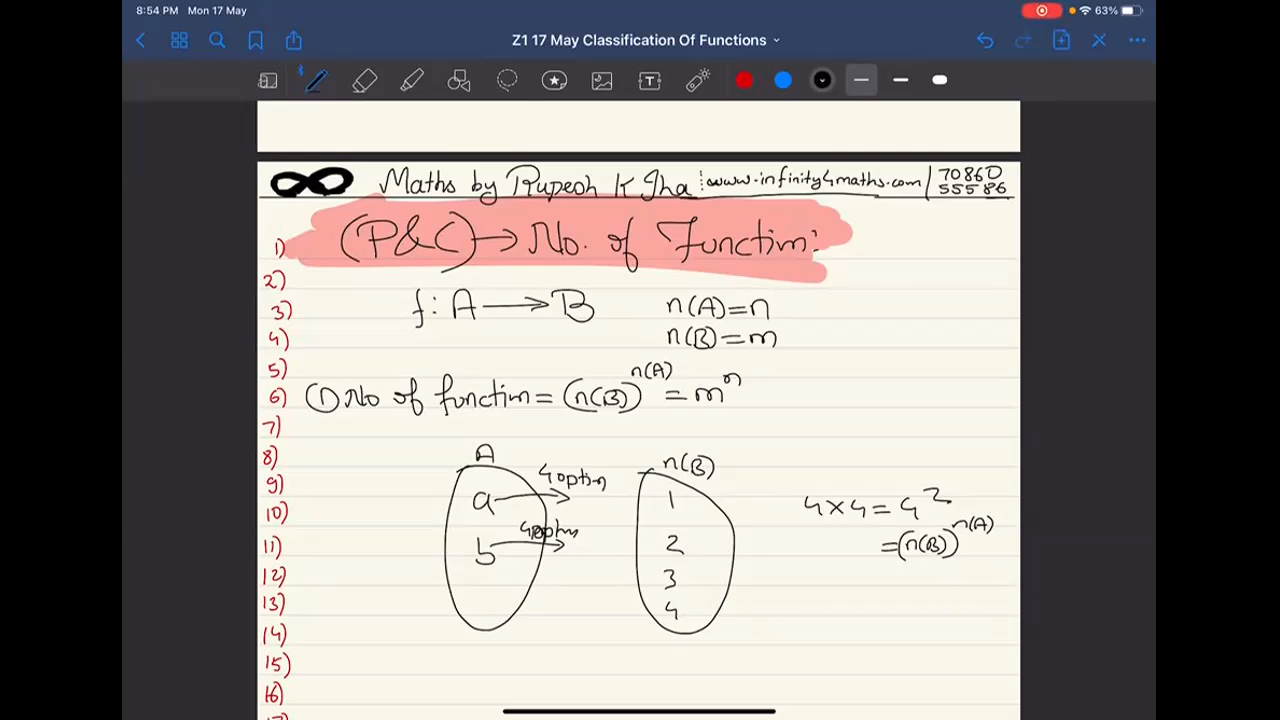 8:54 PM Mon 17 May
63%
Z1 17 May Classification Of Functions
Maths by Rupesh K Jha
www.infinity4maths.com
70860
55586
(P&C)→ No. of Function:
f: A → B
n(A)=n
n(B)=m
① No of function = (n(B))^n(A) = m^n
A
n(B)
a
4 option
b
4 options
1
2
3
4
4×4 = 4^2
=(n(B))^n(A)
1)
2)
3)
4)
5)
6)
7)
8)
9)
10)
11)
12)
13)
14)
15)
16)